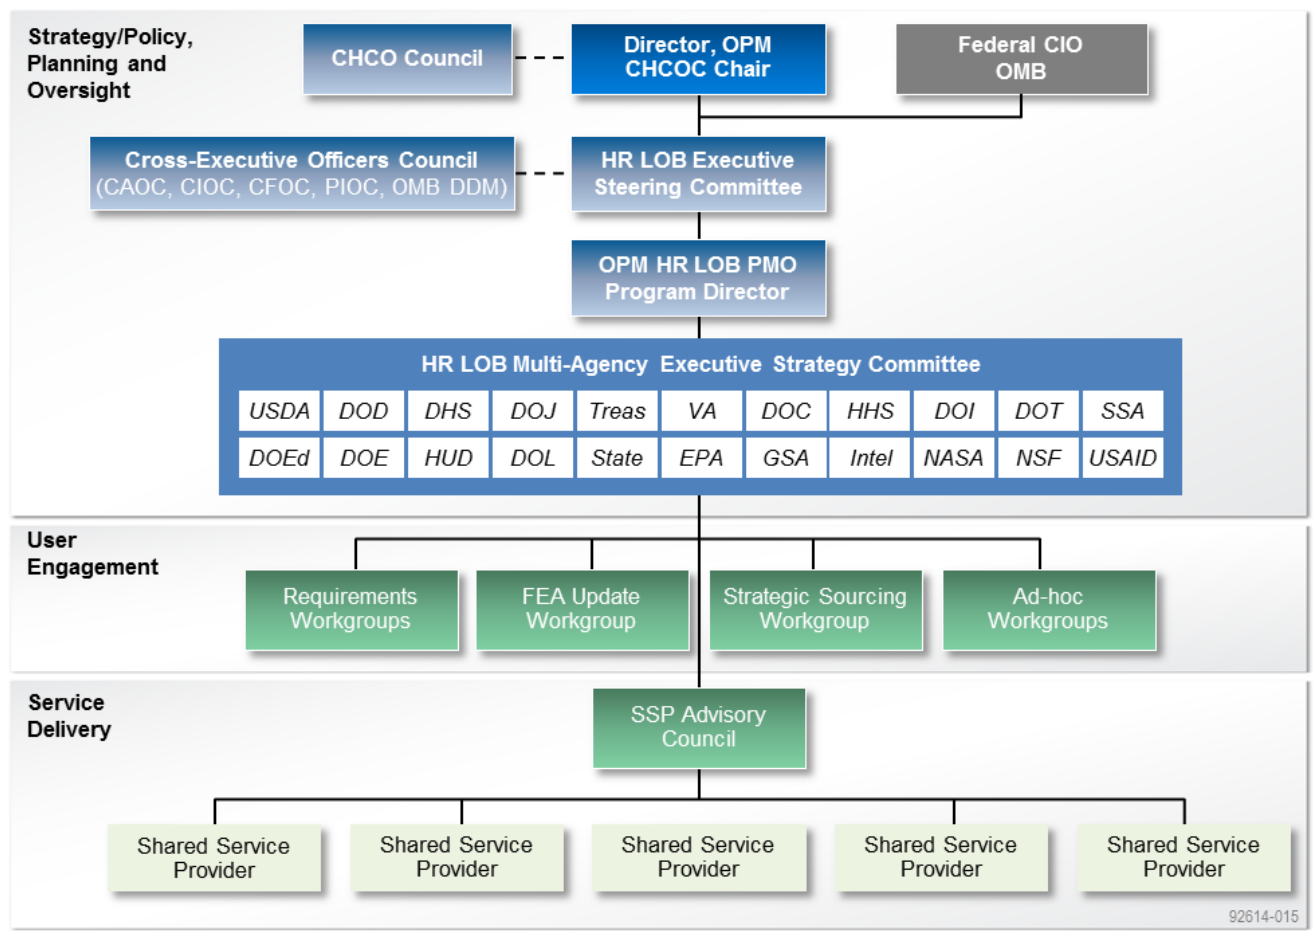 Strategy/Policy,
Planning and
Oversight
CHCO Council
Director, OPM
CHCOC Chair
Federal CIO
OMB
Cross-Executive Officers Council
(CAOC, CIOC, CFOC, PIOC, OMB DDM)
HR LOB Executive
Steering Committee
OPM HR LOB PMO
Program Director
HR LOB Multi-Agency Executive Strategy Committee
USDA DOD DHS DOJ Treas VA DOC HHS DOI DOT SSA
DOEd DOE HUD DOL State EPA GSA Intel NASA NSF USAID
User
Engagement
Requirements
Workgroups
FEA Update
Workgroup
Strategic Sourcing
Workgroup
Ad-hoc
Workgroups
Service
Delivery
SSP Advisory
Council
Shared Service
Provider
Shared Service
Provider
Shared Service
Provider
Shared Service
Provider
Shared Service
Provider
92614-015